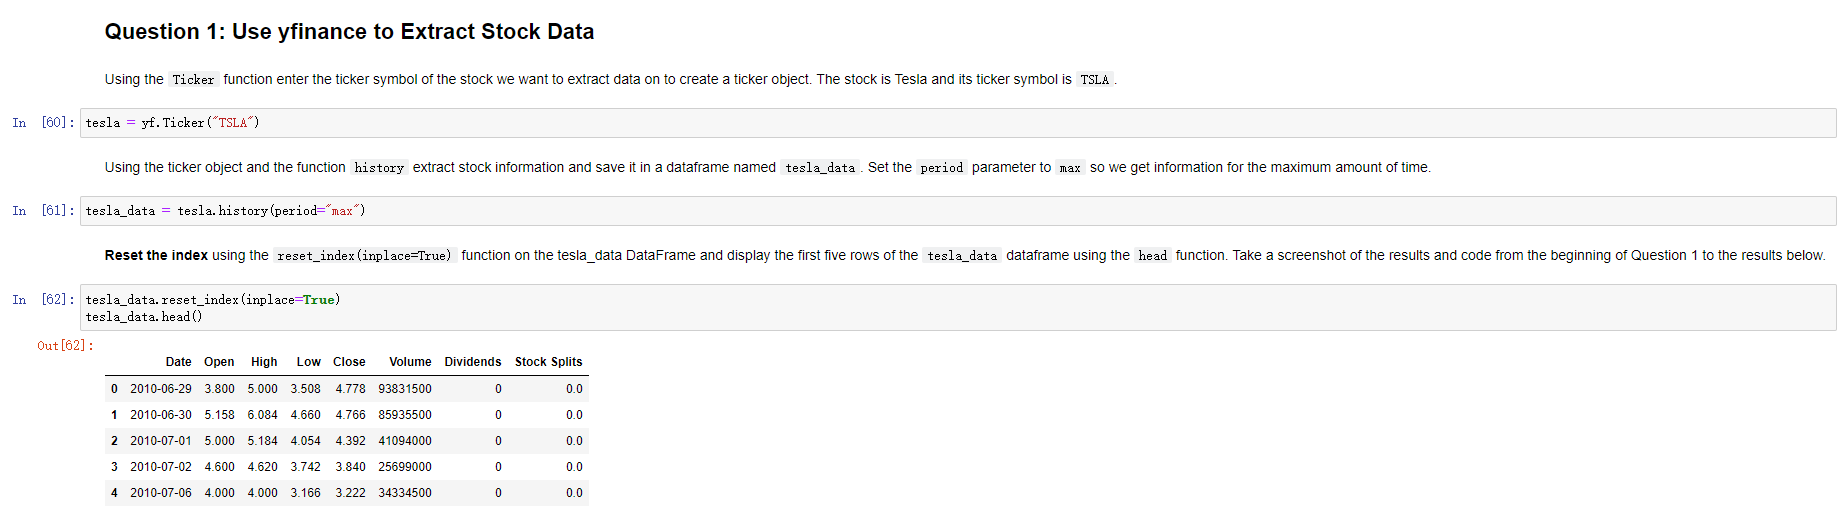 Question 1: Use yfinance to Extract Stock Data
Using the Ticker function enter the ticker symbol of the stock we want to extract data on to create a ticker object. The stock is Tesla and its ticker symbol is TSLA .
In [60]: tesla = yf.Ticker("TSLA")
Using the ticker object and the function history extract stock information and save it in a dataframe named tesla_data . Set the period parameter to max so we get information for the maximum amount of time.
In [61]: tesla_data = tesla.history(period="max")
Reset the index using the reset_index(inplace=True) function on the tesla_data DataFrame and display the first five rows of the tesla_data dataframe using the head function. Take a screenshot of the results and code from the beginning of Question 1 to the results below.
In [62]: tesla_data.reset_index(inplace=True)
tesla_data.head()
Out[62]:
Date Open High Low Close Volume Dividends Stock Splits
0 2010-06-29 3.800 5.000 3.508 4.778 93831500 0 0.0
1 2010-06-30 5.158 6.084 4.660 4.766 85935500 0 0.0
2 2010-07-01 5.000 5.184 4.054 4.392 41094000 0 0.0
3 2010-07-02 4.600 4.620 3.742 3.840 25699000 0 0.0
4 2010-07-06 4.000 4.000 3.166 3.222 34334500 0 0.0